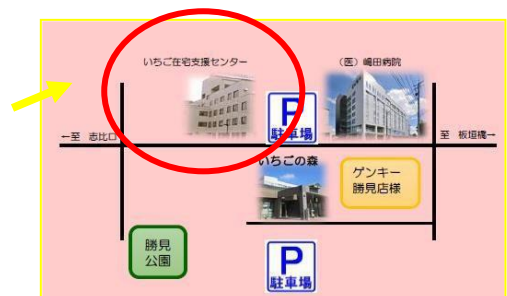 いちご在宅支援センター
(医)嶋田病院
P
駐車場
←至 志比口
至 板垣橋→
いちごの森
ゲンキー
勝見店様
勝見
公園
P
駐車場